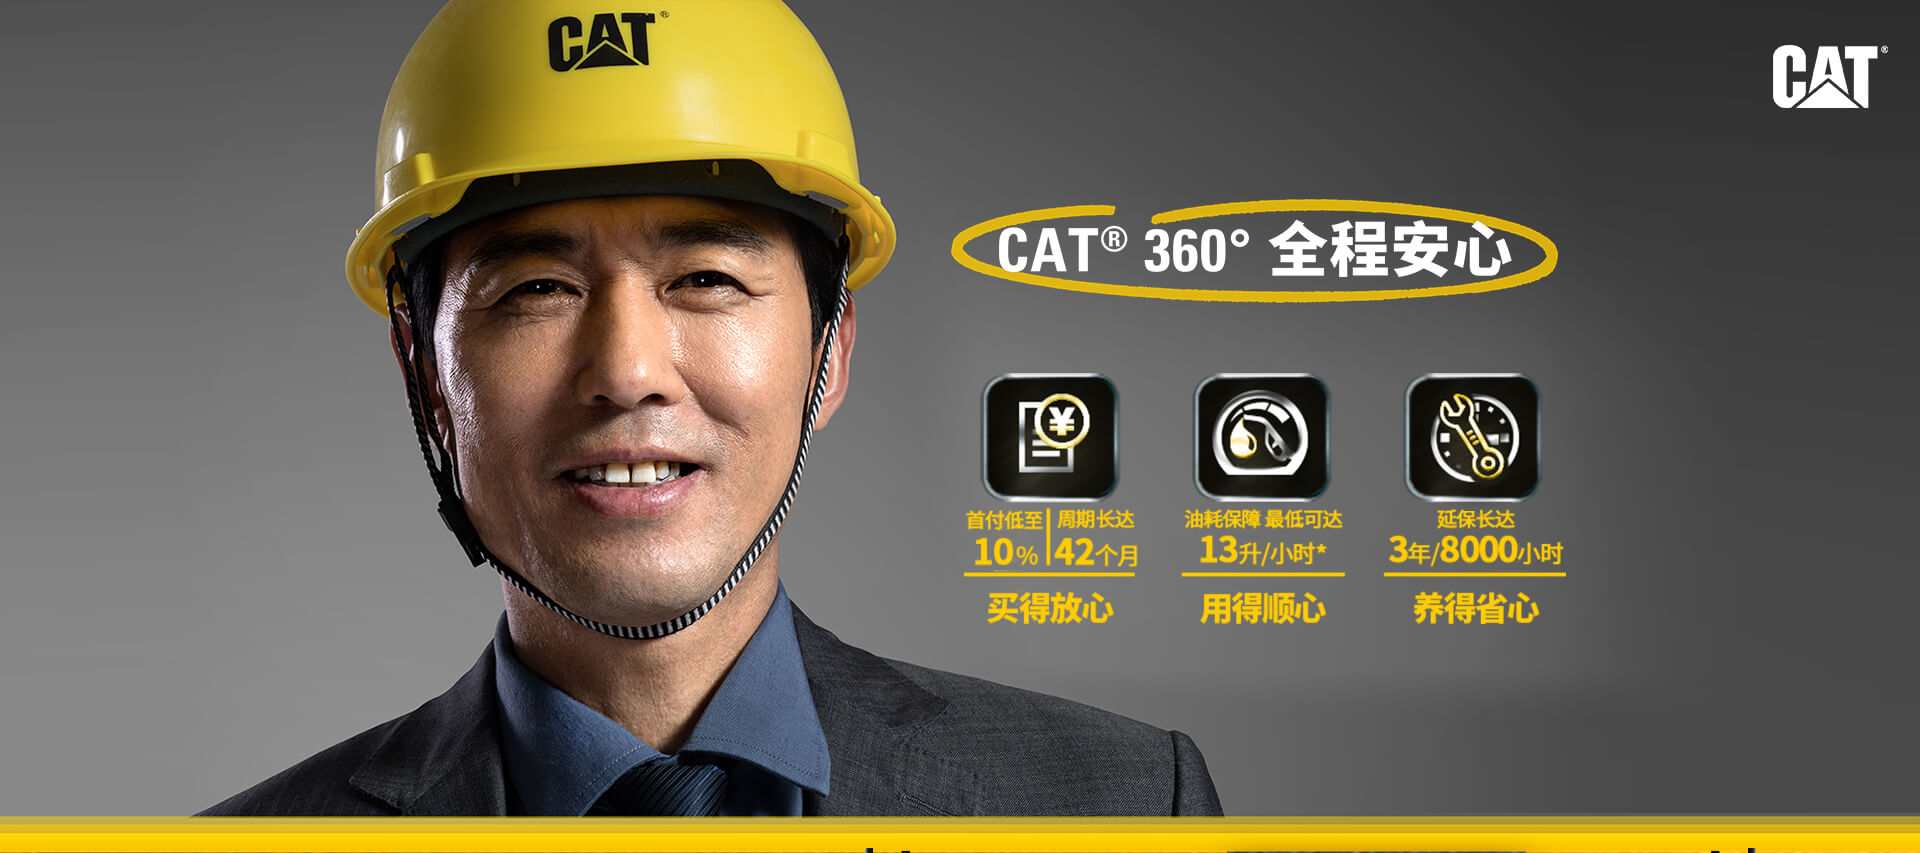 CAT®
CAT®
CAT® 360° 全程安心
首付低至 | 周期长达
10% | 42个月
买得放心
油耗保障 最低可达
13升/小时*
用得顺心
延保长达
3年/8000小时
养得省心